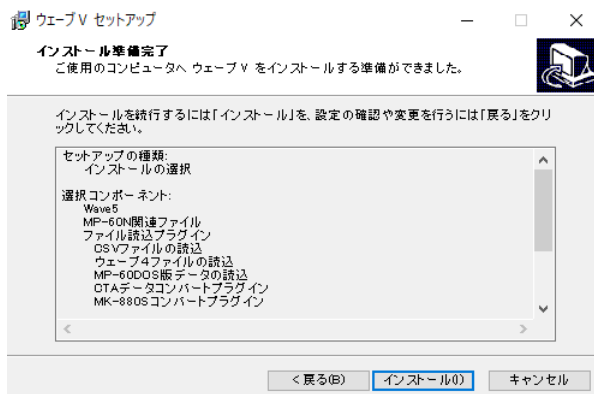 ウェーブV セットアップ
インストール準備完了
ご使用のコンピュータへ ウェーブV をインストールする準備ができました。
インストールを続行するには「インストール」を、設定の確認や変更を行うには「戻る」をクリ
ックしてください。
セットアップの種類:
インストールの選択
選択コンポーネント:
Wave5
MP-60N関連ファイル
ファイル読込プラグイン
CSVファイルの読込
ウェーブ4ファイルの読込
MP-60DOS版データの読込
CTAデータコンバートプラグイン
MK-880Sコンバートプラグイン
< 戻る(B)
インストール(I)
キャンセル